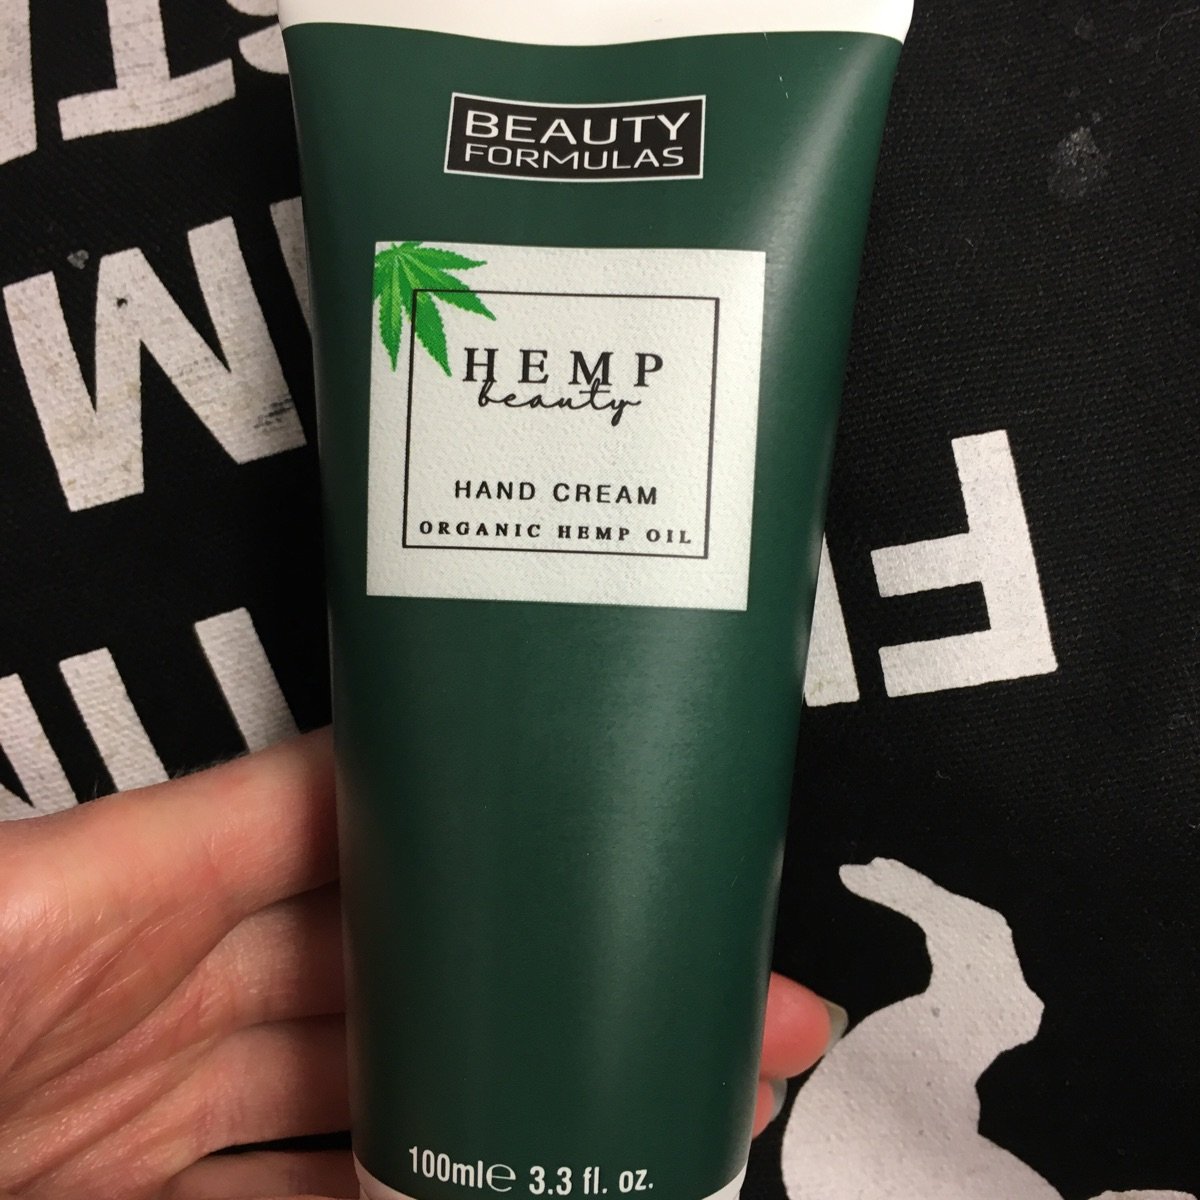 BEAUTY
FORMULAS
HEMP
beauty
HAND CREAM
ORGANIC HEMP OIL
100ml℮ 3.3 fl. oz.